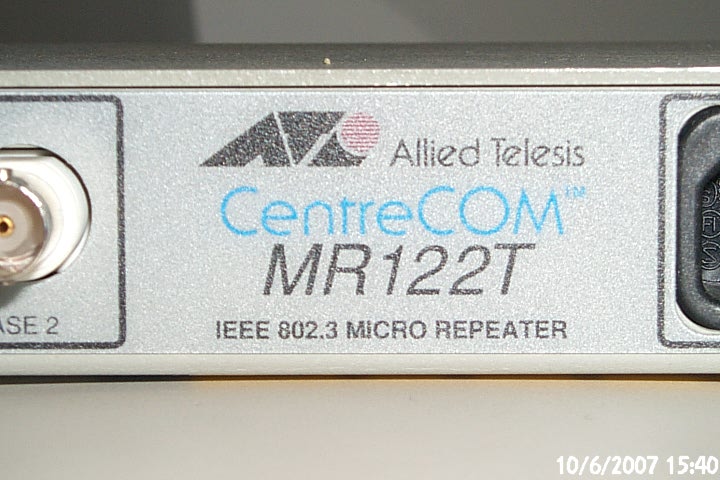 Allied Telesis
CentreCOM™
MR122T
IEEE 802.3 MICRO REPEATER
ASE 2
10/6/2007 15:40